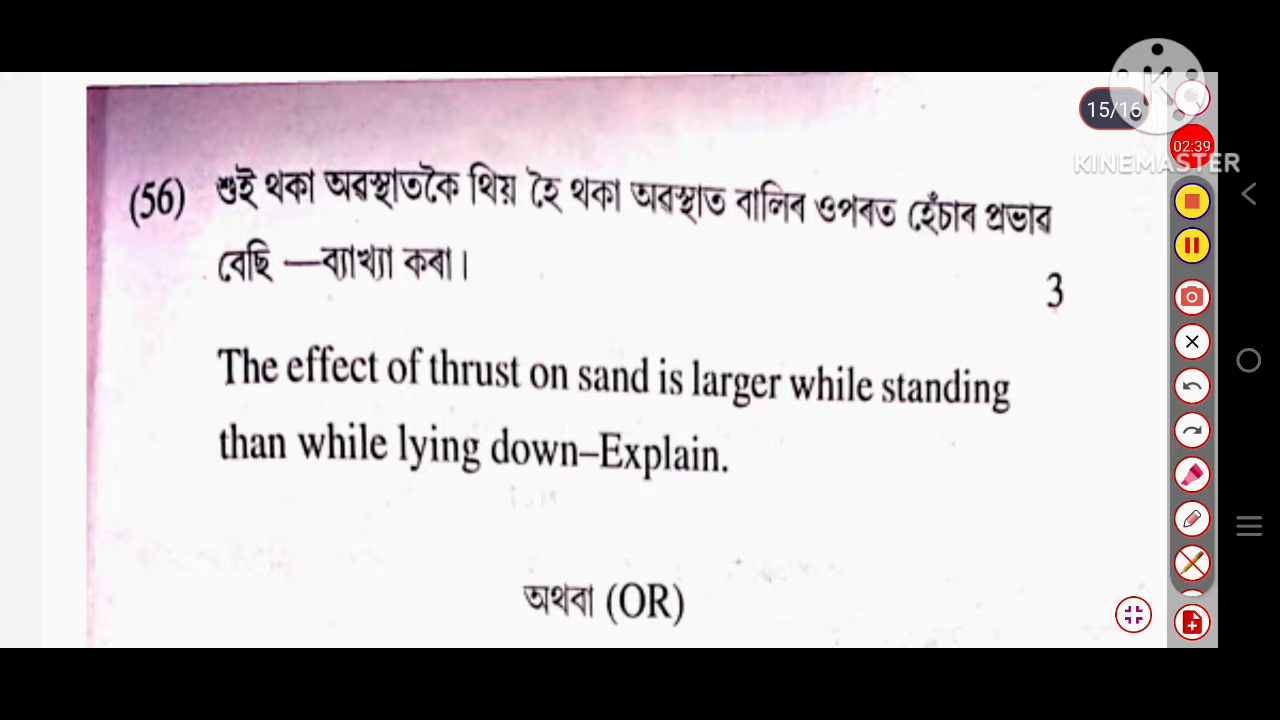 15/16
02:39
KINEMASTER
(56) শুই থকা অৱস্থাতকৈ থিয় হৈ থকা অৱস্থাত বালিৰ ওপৰত হেঁচাৰ প্ৰভাৱ
বেছি —ব্যাখ্যা কৰা।
3
The effect of thrust on sand is larger while standing
than while lying down–Explain.
অথবা (OR)